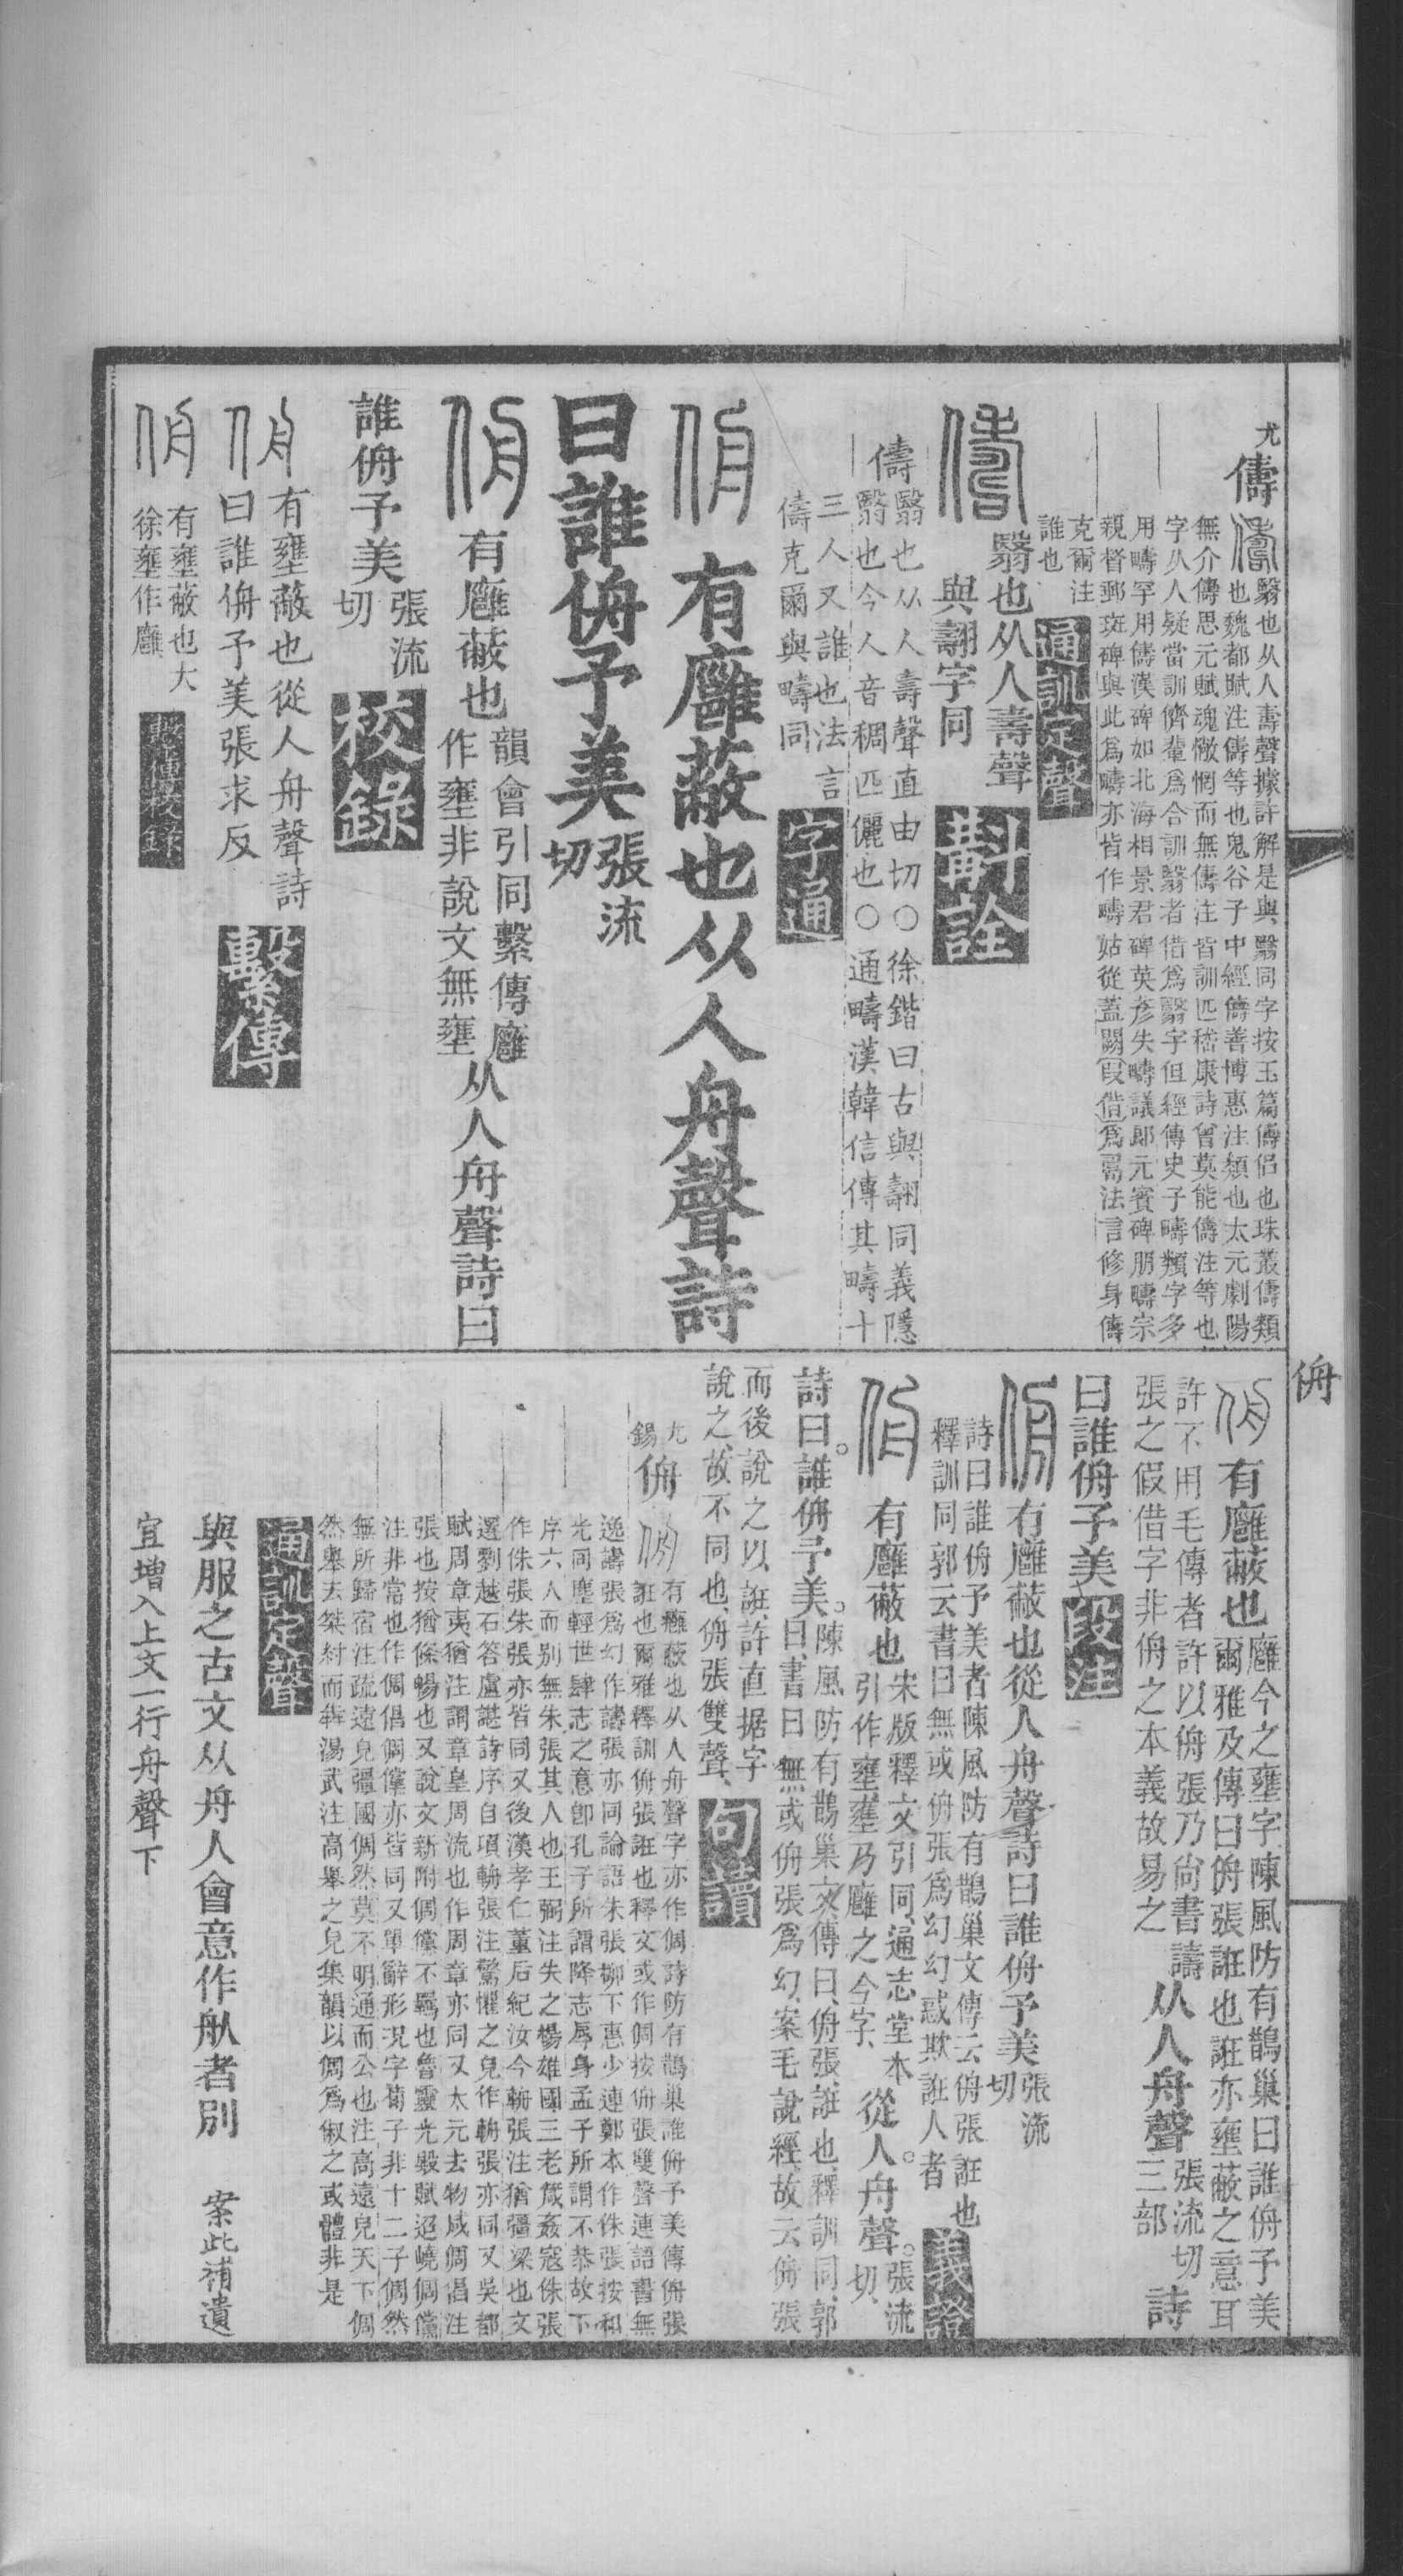 尤
儔
翳也从人壽聲據許解是與翳同字按玉篇儔侶也珠叢儔類
也魏都賦注儔等也鬼谷子中經儔善博惠注類也太元劇陽
無介儔思元賦魂㒈惘而無儔注皆訓匹嵇康詩曾莫能儔注等也
字从人疑當訓儕輩爲合訓翳者借爲翳字但經傳史子疇類字多
用疇罕用儔漢碑如北海相景君碑英彥失疇議郎元賓碑朋疇宗
親督郵斑碑與此爲疇亦皆作疇姑從蓋闕叚借爲𠷎法言修身儔
克爾注
誰也
通訓定聲
翳也从人壽聲
與翿字同
斠詮
儔
翳也从人壽聲直由切○徐鍇曰古與翿同義隱
翳也今人音稠匹儷也○通疇漢韓信傳其疇十
三人又誰也法言
儔克爾與疇同
字通
有廱蔽也从人舟聲詩
曰誰侜予美
張流
切
有廱蔽也
韻會引同繫傳廱
作壅非說文無壅
从人舟聲詩曰
誰侜予美
張流
切
校錄
有壅蔽也從人舟聲詩
曰誰侜予美張求反
繫傳
有壅蔽也大
徐壅作廱
繫傳校錄
侜
有廱蔽也
廱今之壅字陳風防有鵲巢曰誰侜予美
爾雅及傳曰侜張誑也誑亦壅蔽之意耳
許不用毛傳者許以侜張乃尙書譸
張之假借字非侜之本義故易之
从人舟聲
張流切
三部
詩
曰誰侜予美
段注
有廱蔽也從人舟聲詩曰誰侜予美
張流
切
詩曰誰侜予美者陳風防有鵲巢文傳云侜張誑也
釋訓同郭云書曰無或侜張爲幻幻惑欺誑人者
義證
有廱蔽也
宋版釋文引同、通志堂本
引作壅、壅乃廱之今字、
從人。舟聲。
張流
切、
詩曰。誰侜予美。
陳風防有鵲巢文、傳曰、侜張、誑也、釋訓同、郭
曰、書曰、無或侜張爲幻、案毛說經、故云侜張
而後說之以誑、許直据字
說之、故不同也、侜張雙聲、
句讀
尤
錫
侜
有癰蔽也从人舟聲字亦作倜詩防有鵲巢誰侜予美傳侜張
誑也爾雅釋訓侜張誑也釋文或作倜按侜張雙聲連語書無
逸譸張爲幻作譸張亦同論語朱張柳下惠少連鄭本作侏張按和
光同塵輕世肆志之意卽孔子所謂降志辱身孟子所謂不恭故下
序六人而別無朱張其人也王弼注失之楊雄國三老箴姦寇侏張
作侏張朱張亦皆同又後漢孝仁董后紀汝今輈張注猶彊梁也文
選劉越石答盧諶詩序自頃輈張注驚懼之皃作輈張亦同又吳都
賦周章夷猶注謂章皇周流也作周章亦同又太元去物咸倜倡注
張也按猶條暢也又說文新附倜儻不羈也魯靈光殿賦迢嶢倜儻
注非常也作倜倡倜儻亦皆同又單辭形況字荀子非十二子倜然
無所歸宿注疏遠皃彊國倜然莫不明通而公也注高遠皃天下倜
然舉去桀紂而犇湯武注高舉之皃集韻以倜爲俶之或體非是
通訓定聲
與服之古文从舟人會意作舧者別
案此補遺
宜增入上文一行舟聲下